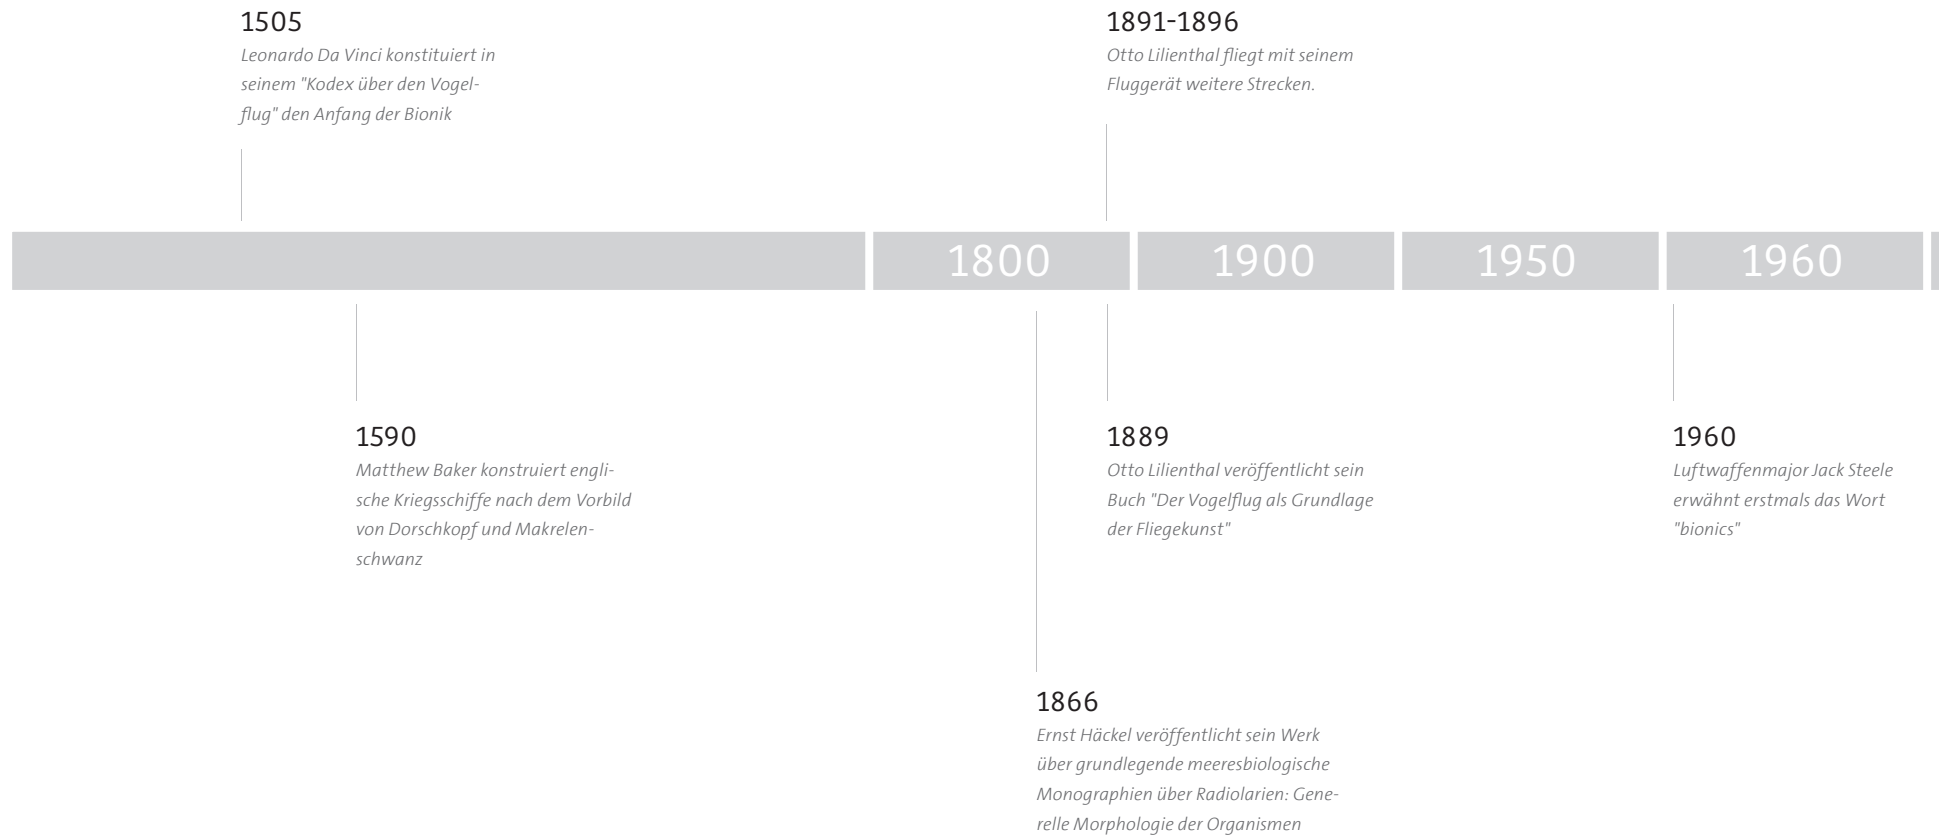 1505
Leonardo Da Vinci konstituiert in
seinem "Kodex über den Vogel-
flug" den Anfang der Bionik
1891-1896
Otto Lilienthal fliegt mit seinem
Fluggerät weitere Strecken.
1800
1900
1950
1960
1590
Matthew Baker konstruiert engli-
sche Kriegsschiffe nach dem Vorbild
von Dorschkopf und Makrelen-
schwanz
1889
Otto Lilienthal veröffentlicht sein
Buch "Der Vogelflug als Grundlage
der Fliegekunst"
1960
Luftwaffenmajor Jack Steele
erwähnt erstmals das Wort
"bionics"
1866
Ernst Häckel veröffentlicht sein Werk
über grundlegende meeresbiologische
Monographien über Radiolarien: Gene-
relle Morphologie der Organismen